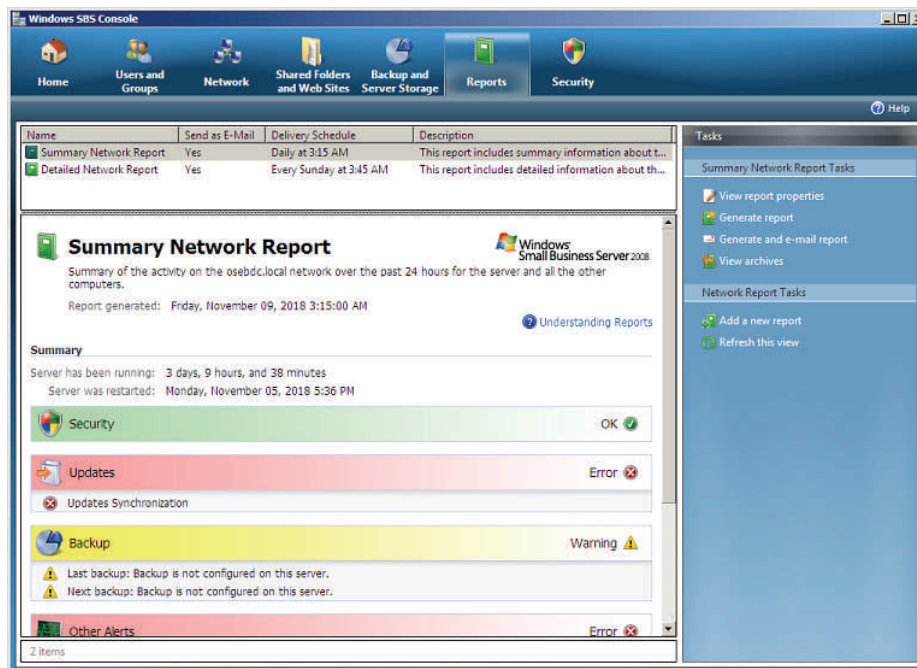 Windows SBS Console
Home
Users and
Groups
Network
Shared Folders
and Web Sites
Backup and
Server Storage
Reports
Security
Help
Name Send as E-Mail Delivery Schedule Description
Summary Network Report Yes Daily at 3:15 AM This report includes summary information about t...
Detailed Network Report Yes Every Sunday at 3:45 AM This report includes detailed information about th...
Summary Network Report
Windows
Small Business Server 2008
Summary of the activity on the osebdc.local network over the past 24 hours for the server and all the other
computers.
Report generated: Friday, November 09, 2018 3:15:00 AM
Understanding Reports
Summary
Server has been running: 3 days, 9 hours, and 38 minutes
Server was restarted: Monday, November 05, 2018 5:36 PM
Security OK
Updates Error
Updates Synchronization
Backup Warning
Last backup: Backup is not configured on this server.
Next backup: Backup is not configured on this server.
Other Alerts Error
2 items
Tasks
Summary Network Report Tasks
View report properties
Generate report
Generate and e-mail report
View archives
Network Report Tasks
Add a new report
Refresh this view